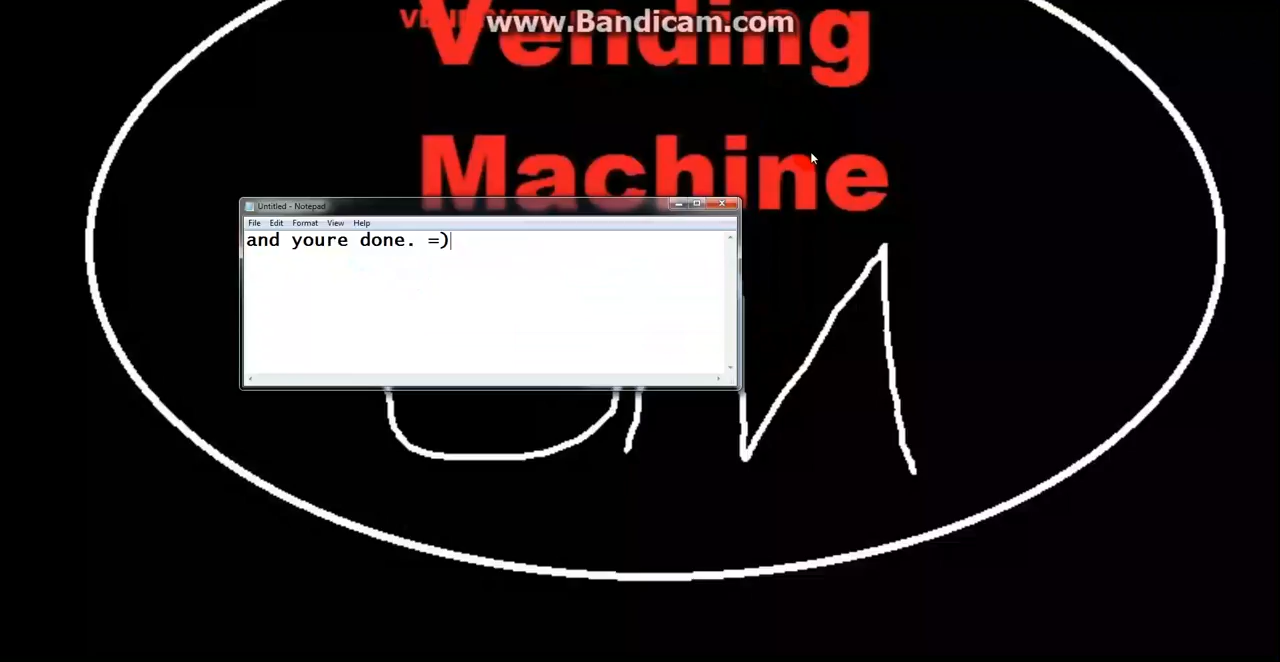 www.Bandicam.com
Vending
Machine
Untitled - Notepad
File Edit Format View Help
and youre done. =)